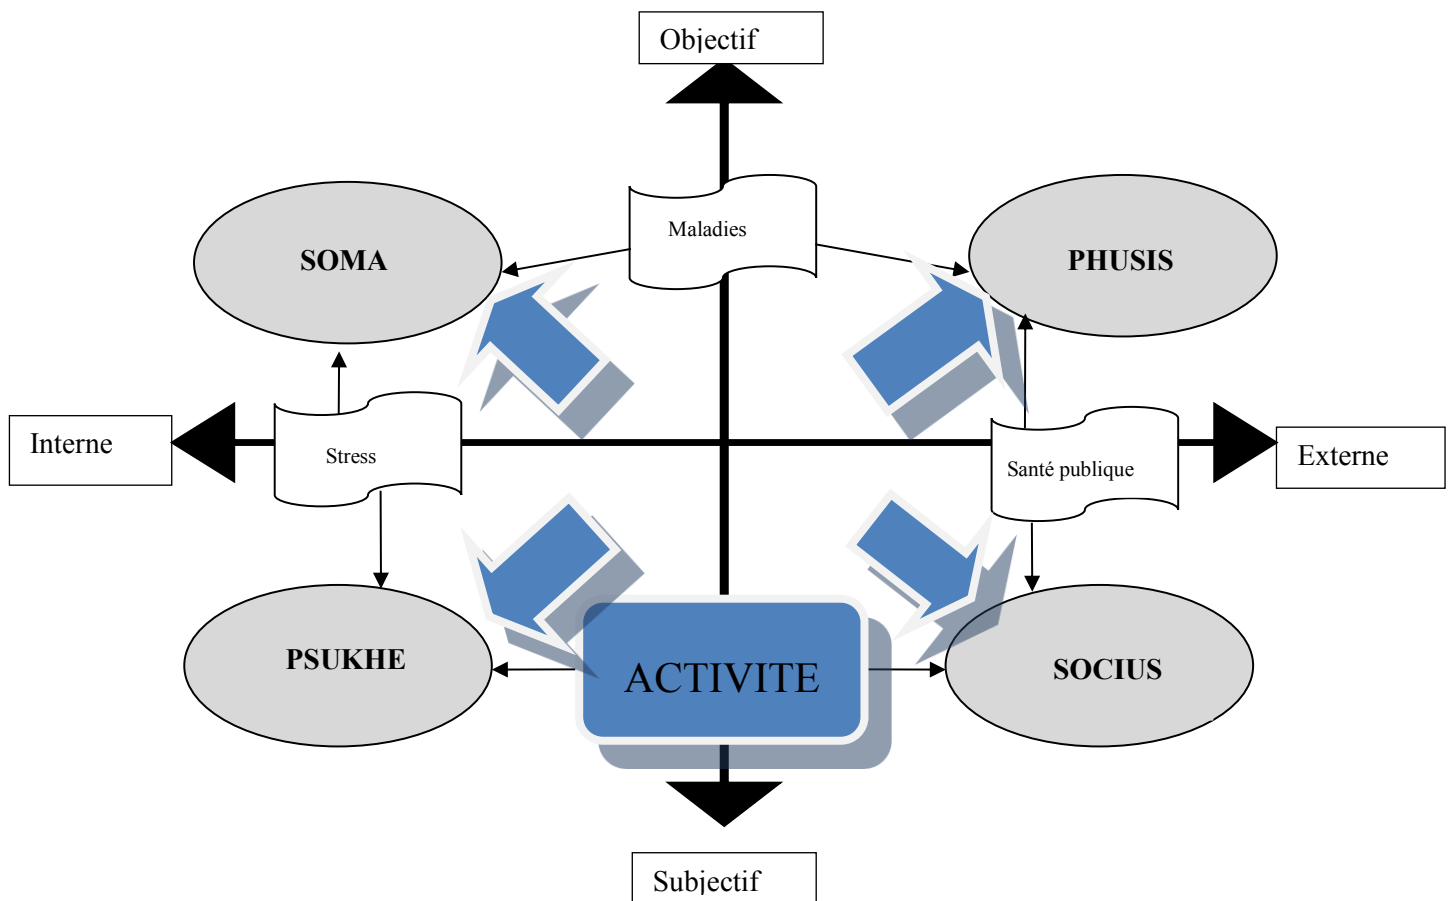 Objectif
Maladies
SOMA
PHUSIS
Interne
Stress
Santé publique
Externe
PSUKHE
ACTIVITE
SOCIUS
Subjectif